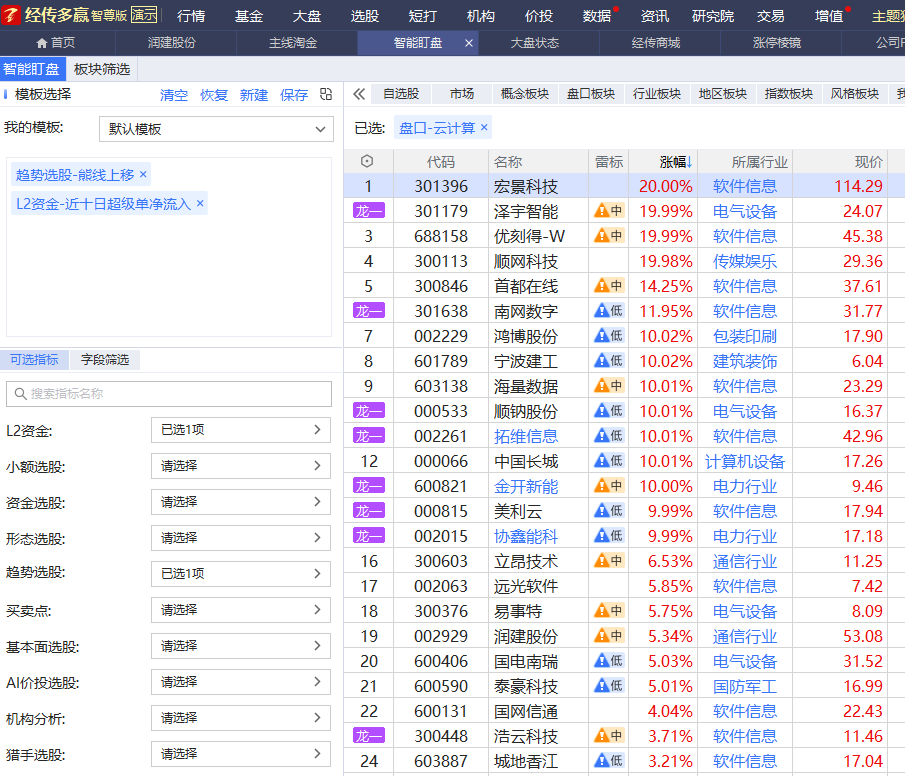 经传多赢 智尊版 演示 行情 基金 大盘 选股 短打 机构 价投 数据 资讯 研究院 交易 增值 主题
首页 润建股份 主线淘金 智能盯盘 × 大盘状态 经传商城 涨停棱镜 公司
智能盯盘 板块筛选
模板选择 清空 恢复 新建 保存
我的模板: 默认模板
趋势选股-熊线上移 ×
L2资金-近十日超级单净流入 ×
可选指标 字段筛选
搜索指标名称
L2资金: 已选1项
小额选股: 请选择
资金选股: 请选择
形态选股: 请选择
趋势选股: 已选1项
买卖点: 请选择
基本面选股: 请选择
AI价投选股: 请选择
机构分析: 请选择
猎手选股: 请选择
自选股 市场 概念板块 盘口板块 行业板块 地区板块 指数板块 风格板块
已选: 盘口-云计算 ×
代码 名称 雷标 涨幅↓ 所属行业 现价
1 301396 宏景科技 20.00% 软件信息 114.29
龙一 301179 泽宇智能 中 19.99% 电气设备 24.07
3 688158 优刻得-W 中 19.99% 软件信息 45.38
4 300113 顺网科技 19.98% 传媒娱乐 29.36
5 300846 首都在线 中 14.25% 软件信息 37.61
龙一 301638 南网数字 低 11.95% 软件信息 31.77
7 002229 鸿博股份 低 10.02% 包装印刷 17.90
8 601789 宁波建工 低 10.02% 建筑装饰 6.04
9 603138 海量数据 中 10.01% 软件信息 23.29
龙一 000533 顺钠股份 低 10.01% 电气设备 16.37
龙一 002261 拓维信息 低 10.01% 软件信息 42.96
12 000066 中国长城 低 10.01% 计算机设备 17.26
龙一 600821 金开新能 中 10.00% 电力行业 9.46
龙一 000815 美利云 低 9.99% 软件信息 17.94
龙一 002015 协鑫能科 低 9.99% 电力行业 17.18
16 300603 立昂技术 中 6.53% 通信行业 11.25
17 002063 远光软件 5.85% 软件信息 7.42
18 300376 易事特 中 5.75% 电气设备 8.09
19 002929 润建股份 中 5.34% 通信行业 53.08
20 600406 国电南瑞 低 5.03% 电气设备 31.52
21 600590 泰豪科技 低 5.01% 国防军工 16.99
22 600131 国网信通 4.04% 软件信息 22.43
龙一 300448 浩云科技 中 3.71% 软件信息 11.46
24 603887 城地香江 低 3.21% 软件信息 17.04